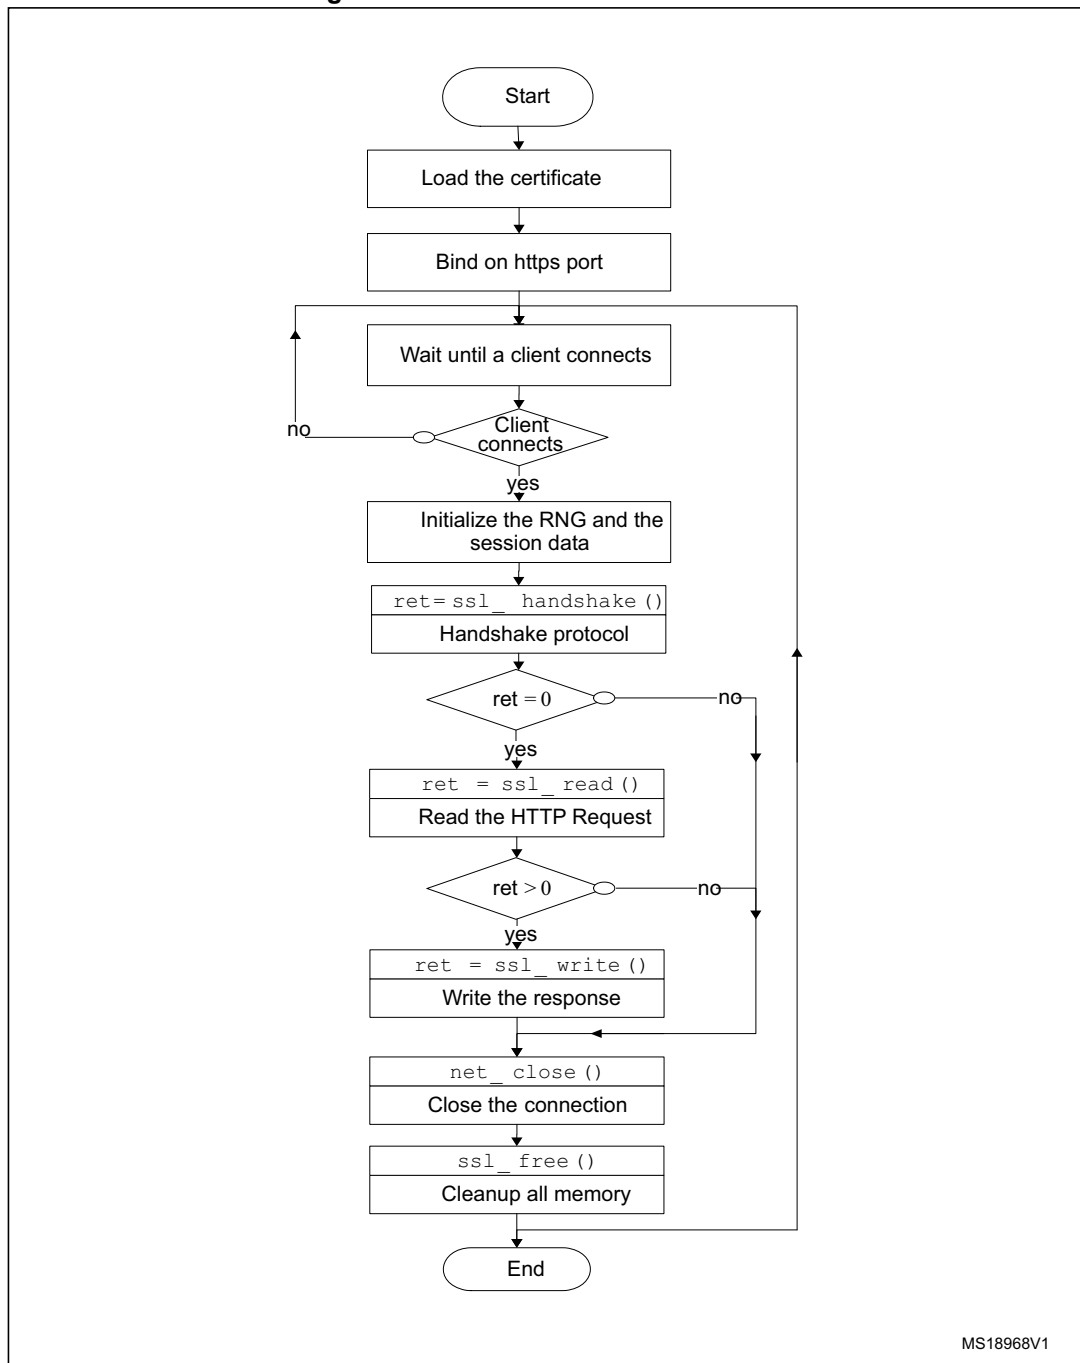 Start
Load the certificate
Bind on https port
Wait until a client connects
Client
connects
no
yes
Initialize the RNG and the
session data
ret= ssl_ handshake ()
Handshake protocol
ret = 0
no
yes
ret = ssl_ read ()
Read the HTTP Request
ret > 0
no
yes
ret = ssl_ write ()
Write the response
net_ close ()
Close the connection
ssl_ free ()
Cleanup all memory
End
MS18968V1